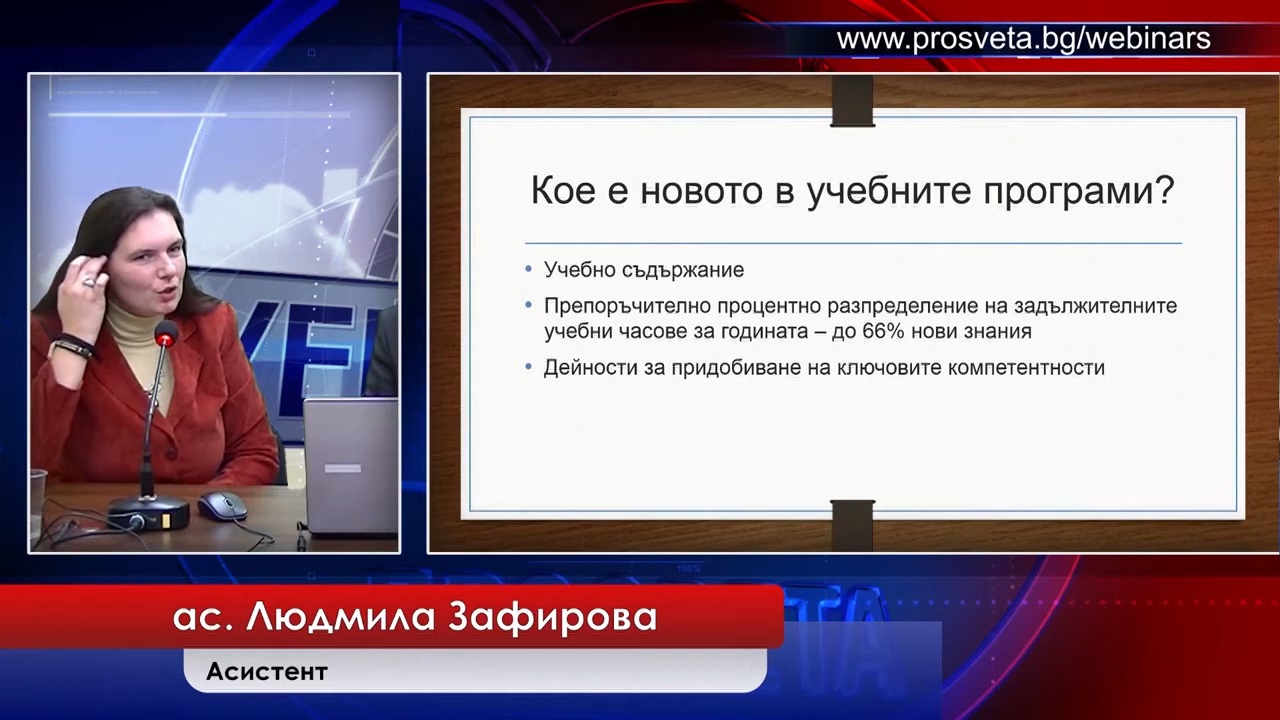 www.prosveta.bg/webinars
Кое е новото в учебните програми?
• Учебно съдържание
• Препоръчително процентно разпределение на задължителните
учебни часове за годината – до 66% нови знания
• Дейности за придобиване на ключовите компетентности
ас. Людмила Зафирова
Асистент